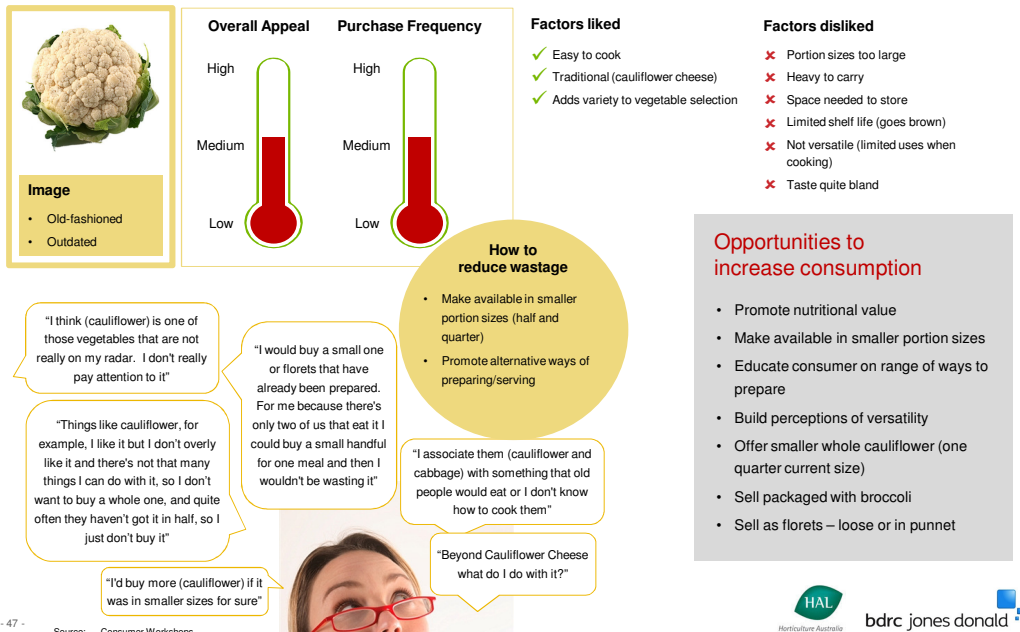 Image
• Old-fashioned
• Outdated
Overall Appeal
High
Medium
Low
Purchase Frequency
High
Medium
Low
Factors liked
✓ Easy to cook
✓ Traditional (cauliflower cheese)
✓ Adds variety to vegetable selection
Factors disliked
✗ Portion sizes too large
✗ Heavy to carry
✗ Space needed to store
✗ Limited shelf life (goes brown)
✗ Not versatile (limited uses when
cooking)
✗ Taste quite bland
How to
reduce wastage
• Make available in smaller
portion sizes (half and
quarter)
• Promote alternative ways of
preparing/serving
Opportunities to
increase consumption
• Promote nutritional value
• Make available in smaller portion sizes
• Educate consumer on range of ways to
prepare
• Build perceptions of versatility
• Offer smaller whole cauliflower (one
quarter current size)
• Sell packaged with broccoli
• Sell as florets – loose or in punnet
“I think (cauliflower) is one of
those vegetables that are not
really on my radar. I don't really
pay attention to it”
“I would buy a small one
or florets that have
already been prepared.
For me because there's
only two of us that eat it I
could buy a small handful
for one meal and then I
wouldn't be wasting it”
“Things like cauliflower, for
example, I like it but I don’t overly
like it and there's not that many
things I can do with it, so I don’t
want to buy a whole one, and quite
often they haven’t got it in half, so I
just don’t buy it”
“I associate them (cauliflower and
cabbage) with something that old
people would eat or I don't know
how to cook them”
“Beyond Cauliflower Cheese
what do I do with it?”
“I'd buy more (cauliflower) if it
was in smaller sizes for sure”
- 47 -
Source: Consumer Workshops
HAL
Horticulture Australia
bdrc jones donald